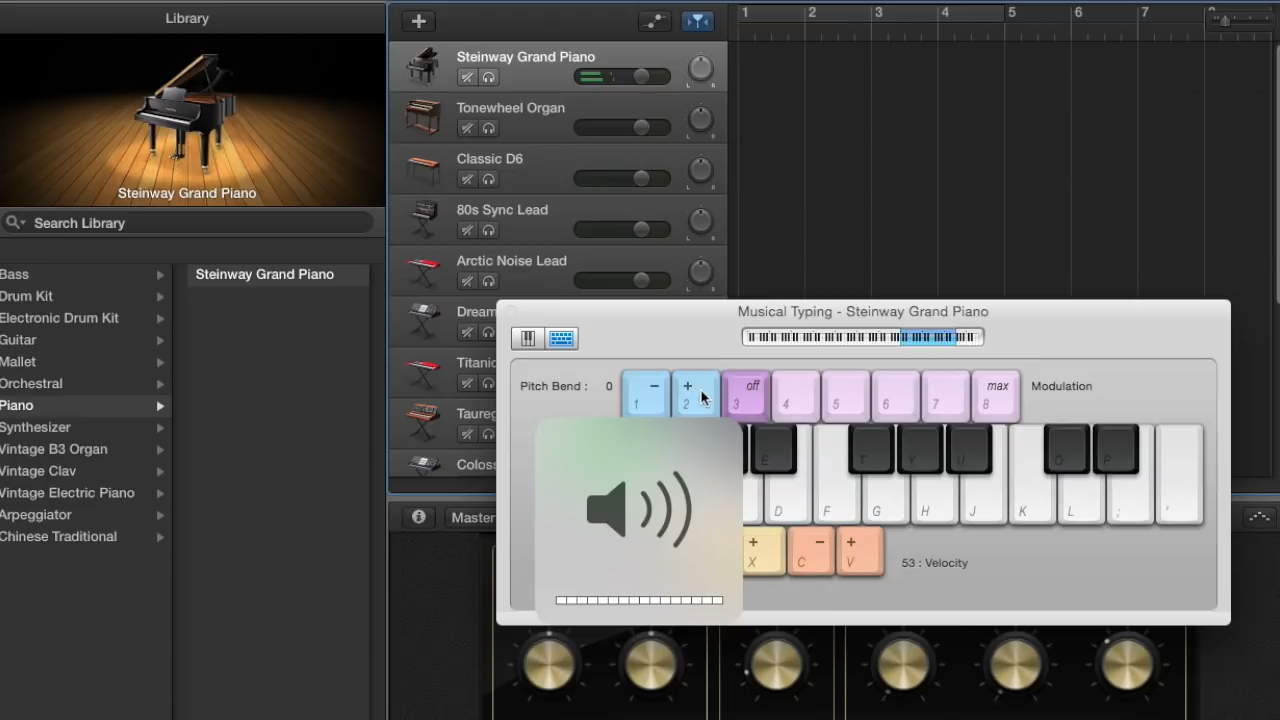 Library
Steinway Grand Piano
Search Library
Bass
Drum Kit
Electronic Drum Kit
Guitar
Mallet
Orchestral
Piano
Synthesizer
Vintage B3 Organ
Vintage Clav
Vintage Electric Piano
Arpeggiator
Chinese Traditional
Steinway Grand Piano
1 2 3 4 5 6 7
Steinway Grand Piano
L R
Tonewheel Organ
L R
Classic D6
L R
80s Sync Lead
L R
Arctic Noise Lead
L R
Dream
Titanic
Taureg
Coloss
Master
Musical Typing - Steinway Grand Piano
Pitch Bend : 0
− + off max
1 2 3 4 5 6 7 8
Modulation
E T Y U O P
D F G H J K L ; '
+ − +
X C V
53 : Velocity